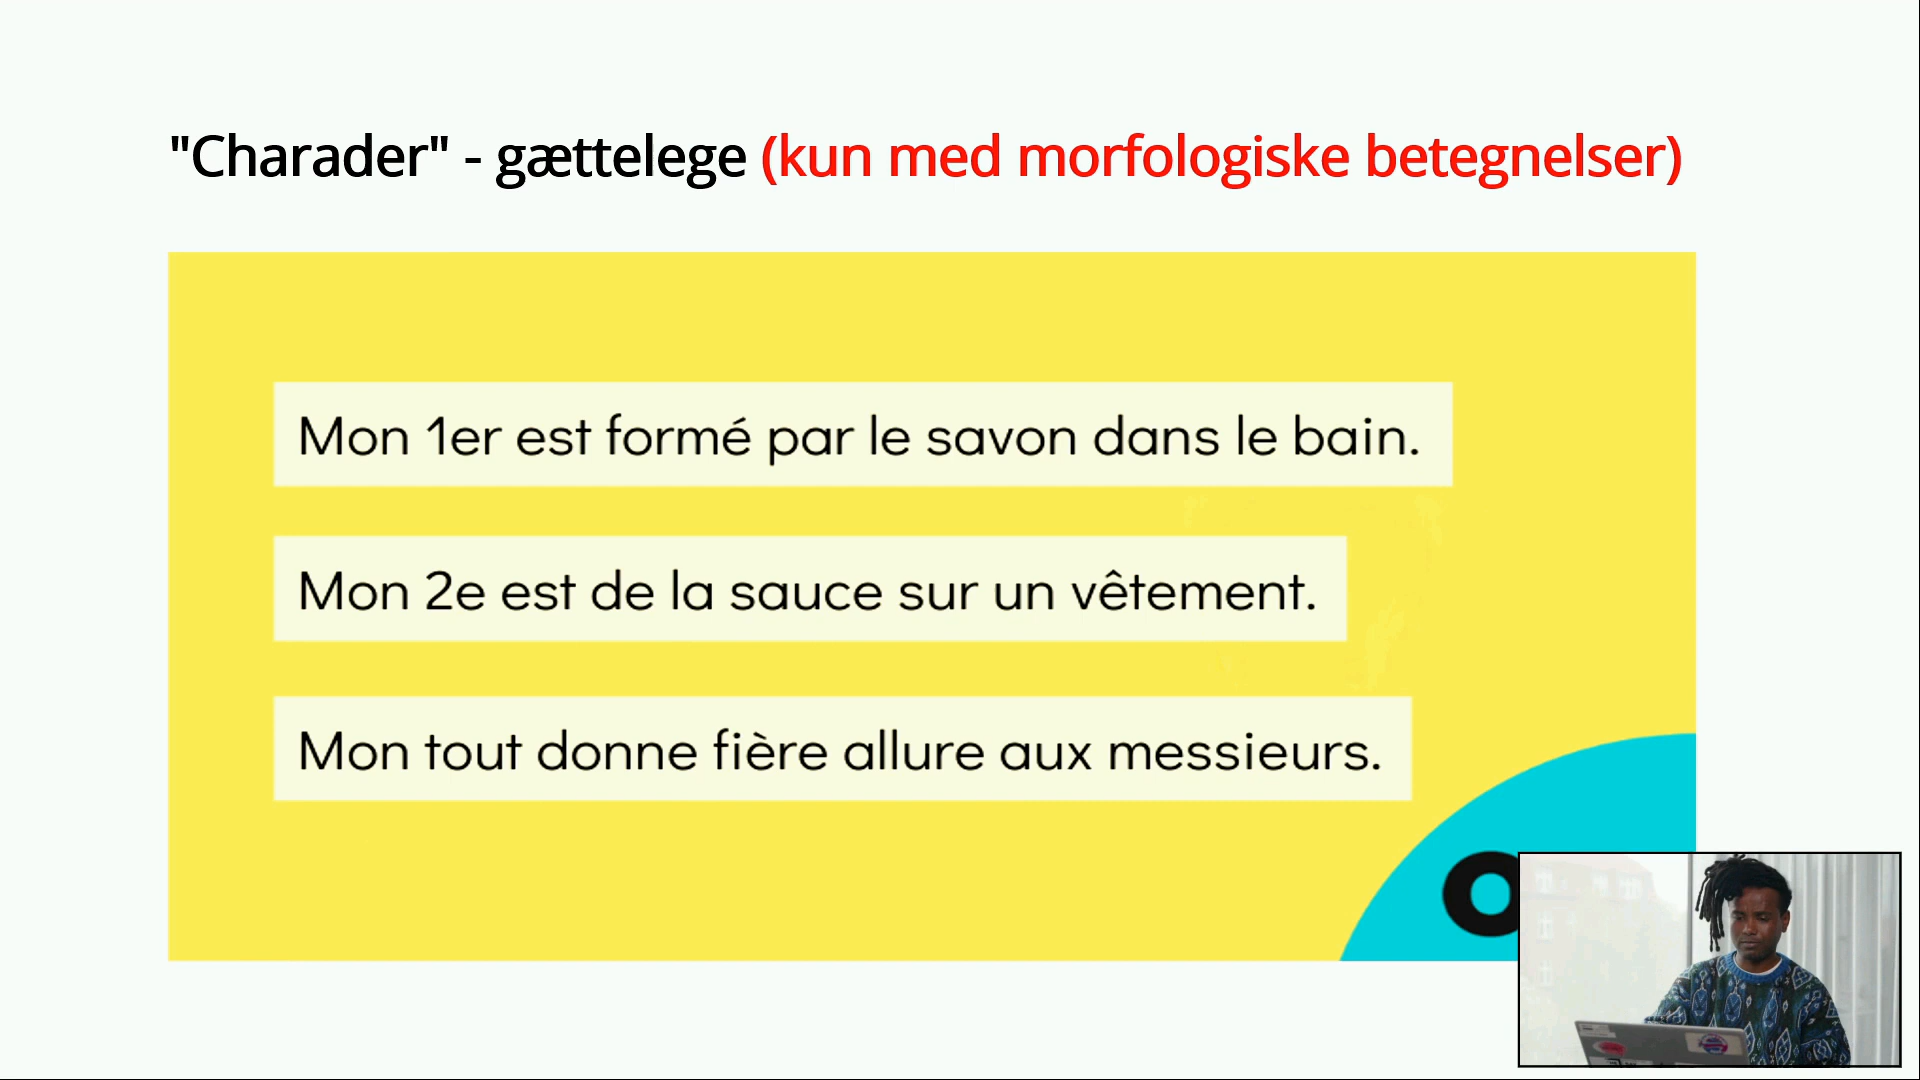 "Charader" - gættelege (kun med morfologiske betegnelser)
Mon 1er est formé par le savon dans le bain.
Mon 2e est de la sauce sur un vêtement.
Mon tout donne fière allure aux messieurs.